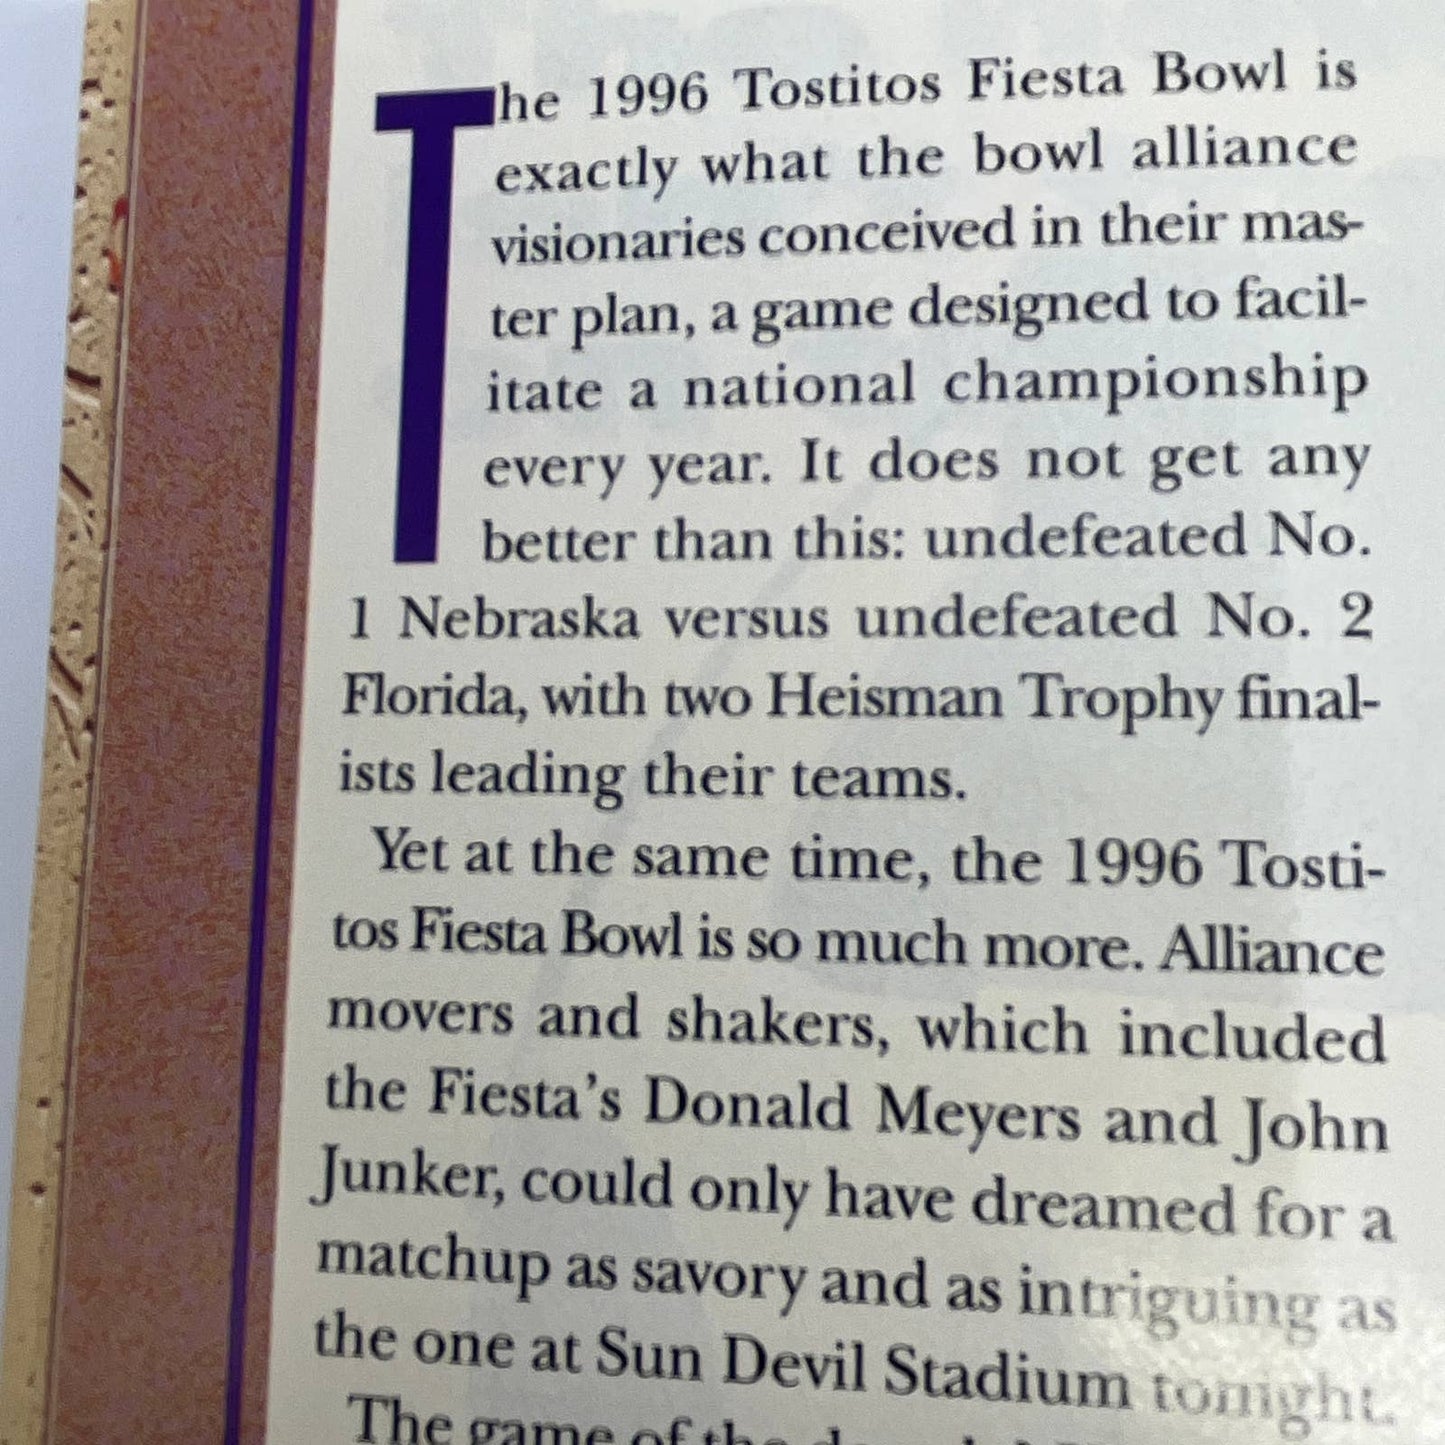 The 1996 Tostitos Fiesta Bowl is
exactly what the bowl alliance
visionaries conceived in their mas-
ter plan, a game designed to facil-
itate a national championship
every year. It does not get any
better than this: undefeated No.
1 Nebraska versus undefeated No. 2
Florida, with two Heisman Trophy final-
ists leading their teams.
Yet at the same time, the 1996 Tosti-
tos Fiesta Bowl is so much more. Alliance
movers and shakers, which included
the Fiesta's Donald Meyers and John
Junker, could only have dreamed for a
matchup as savory and as intriguing as
the one at Sun Devil Stadium tonight.
The game of the